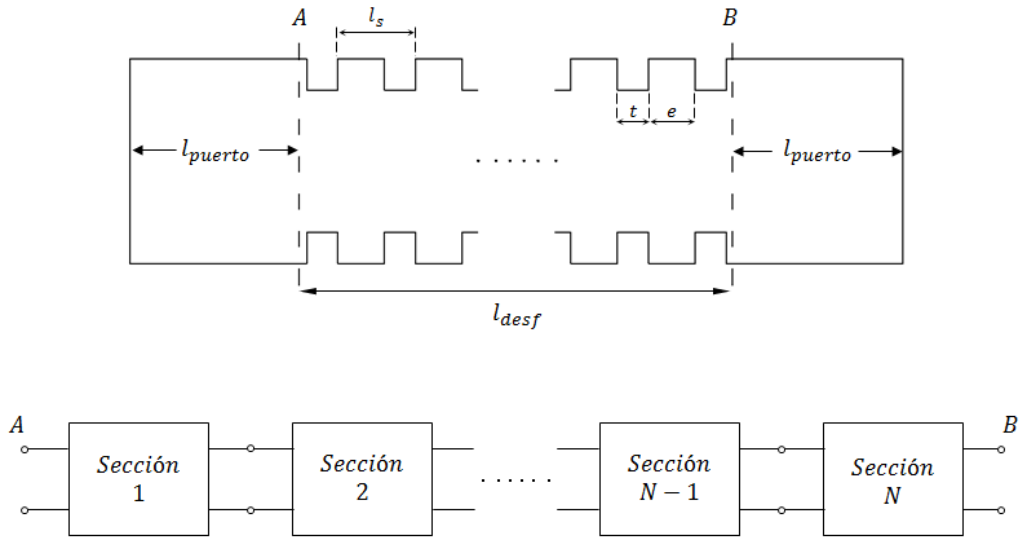 A
l_s
B
t
e
l_puerto
. . . . . .
l_puerto
l_desf
A
B
Sección
1
Sección
2
. . . . . .
Sección
N − 1
Sección
N